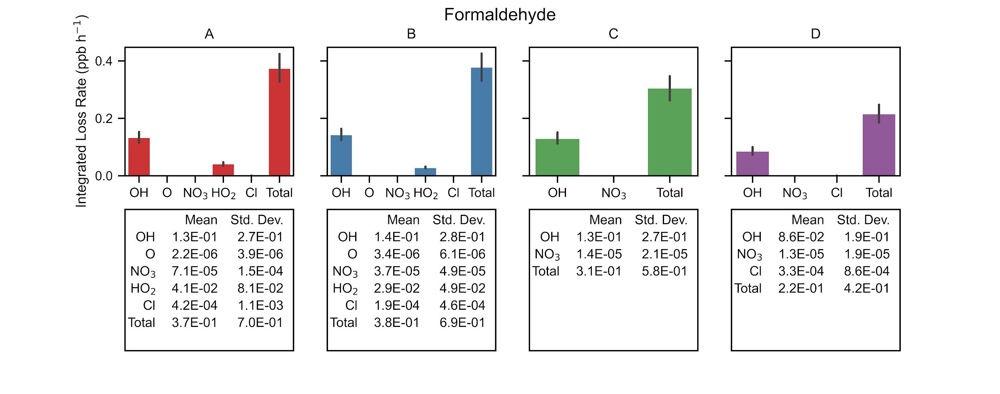 Formaldehyde
A B C D
Integrated Loss Rate (ppb h⁻¹)
0.4
0.2
0.0
OH O NO₃ HO₂ Cl Total
OH O NO₃ HO₂ Cl Total
OH NO₃ Total
OH NO₃ Cl Total
Mean Std. Dev.
OH 1.3E-01 2.7E-01
O 2.2E-06 3.9E-06
NO₃ 7.1E-05 1.5E-04
HO₂ 4.1E-02 8.1E-02
Cl 4.2E-04 1.1E-03
Total 3.7E-01 7.0E-01
Mean Std. Dev.
OH 1.4E-01 2.8E-01
O 3.4E-06 6.1E-06
NO₃ 3.7E-05 4.9E-05
HO₂ 2.9E-02 4.9E-02
Cl 1.9E-04 4.6E-04
Total 3.8E-01 6.9E-01
Mean Std. Dev.
OH 1.3E-01 2.7E-01
NO₃ 1.4E-05 2.1E-05
Total 3.1E-01 5.8E-01
Mean Std. Dev.
OH 8.6E-02 1.9E-01
NO₃ 1.3E-05 1.9E-05
Cl 3.3E-04 8.6E-04
Total 2.2E-01 4.2E-01